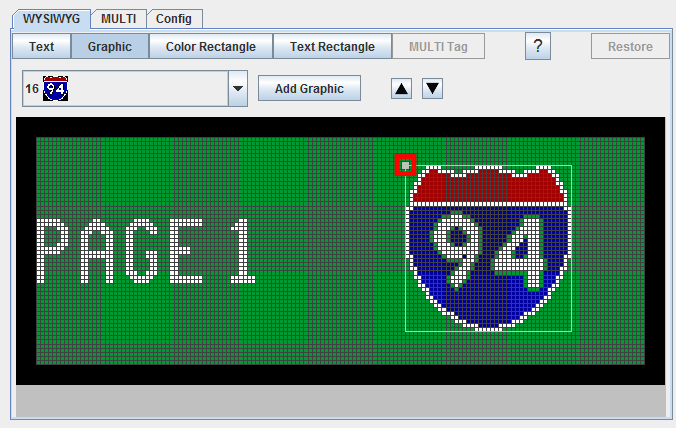 WYSIWYG MULTI Config
Text Graphic Color Rectangle Text Rectangle MULTI Tag ? Restore
16 94 Add Graphic
PAGE 1 94